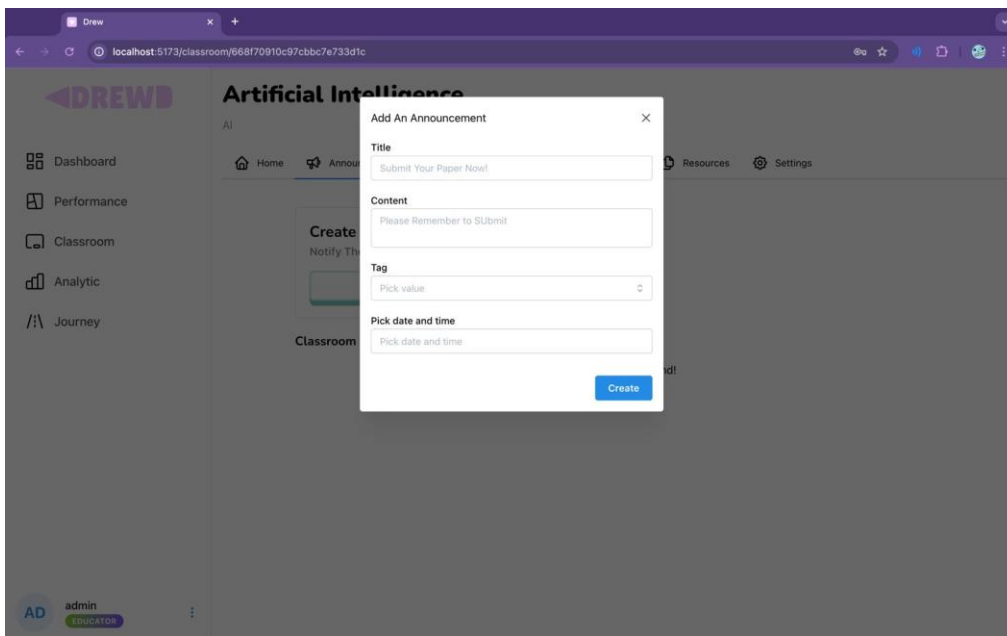 Drew
localhost:5173/classroom/668f70910c97cbbc7e733d1c
DREWD
Artificial Intelligence
AI
Dashboard
Performance
Classroom
Analytic
Journey
Home
Resources
Settings
Create
Notify
Classroom
Add An Announcement
Title
Submit Your Paper Now!
Content
Please Remember to SUbmit
Tag
Pick value
Pick date and time
Pick date and time
Create
AD
admin
EDUCATOR